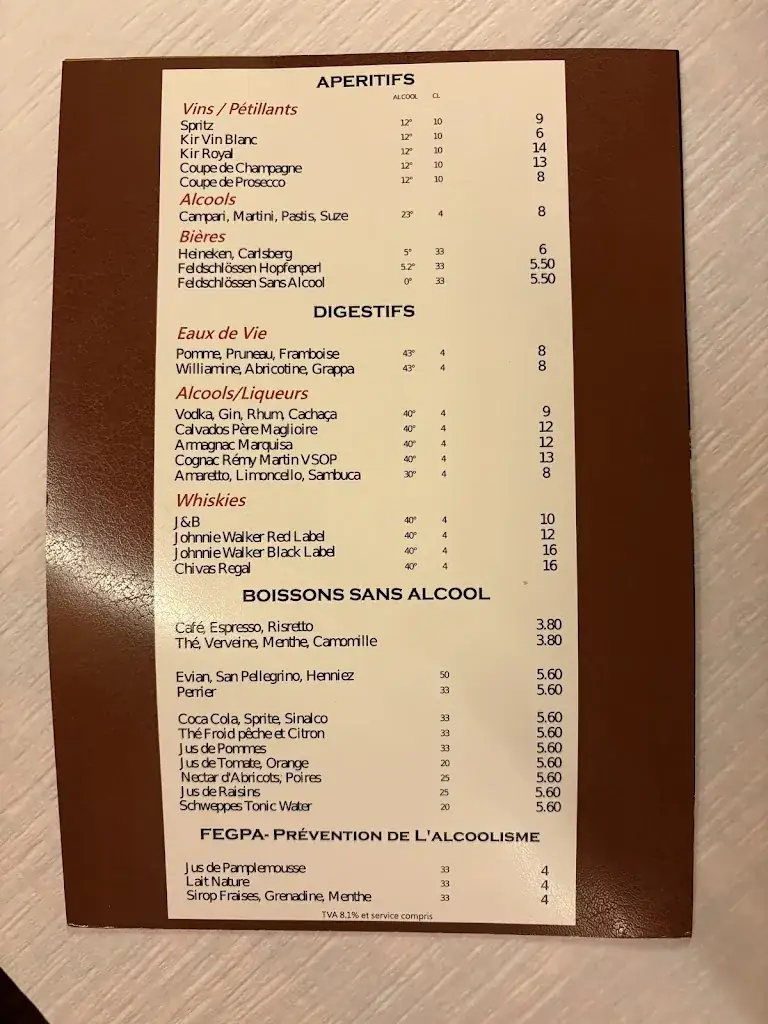 APERITIFS
ALCOOL CL
Vins / Pétillants
Spritz 12° 10 9
Kir Vin Blanc 12° 10 6
Kir Royal 12° 10 14
Coupe de Champagne 12° 10 13
Coupe de Prosecco 12° 10 8
Alcools
Campari, Martini, Pastis, Suze 23° 4 8
Bières
Heineken, Carlsberg 5° 33 6
Feldschlössen Hopfenperl 5.2° 33 5.50
Feldschlössen Sans Alcool 0° 33 5.50
DIGESTIFS
Eaux de Vie
Pomme, Pruneau, Framboise 43° 4 8
Williamine, Abricotine, Grappa 43° 4 8
Alcools/Liqueurs
Vodka, Gin, Rhum, Cachaça 40° 4 9
Calvados Père Maglioire 40° 4 12
Armagnac Marquisa 40° 4 12
Cognac Rémy Martin VSOP 40° 4 13
Amaretto, Limoncello, Sambuca 30° 4 8
Whiskies
J&B 40° 4 10
Johnnie Walker Red Label 40° 4 12
Johnnie Walker Black Label 40° 4 16
Chivas Regal 40° 4 16
BOISSONS SANS ALCOOL
Café, Espresso, Risretto 3.80
Thé, Verveine, Menthe, Camomille 3.80
Evian, San Pellegrino, Henniez 50 5.60
Perrier 33 5.60
Coca Cola, Sprite, Sinalco 33 5.60
Thé Froid pêche et Citron 33 5.60
Jus de Pommes 33 5.60
Jus de Tomate, Orange 20 5.60
Nectar d'Abricots, Poires 25 5.60
Jus de Raisins 25 5.60
Schweppes Tonic Water 20 5.60
FEGPA- PRÉVENTION DE L'ALCOOLISME
Jus de Pamplemousse 33 4
Lait Nature 33 4
Sirop Fraises, Grenadine, Menthe 33 4
TVA 8.1% et service compris